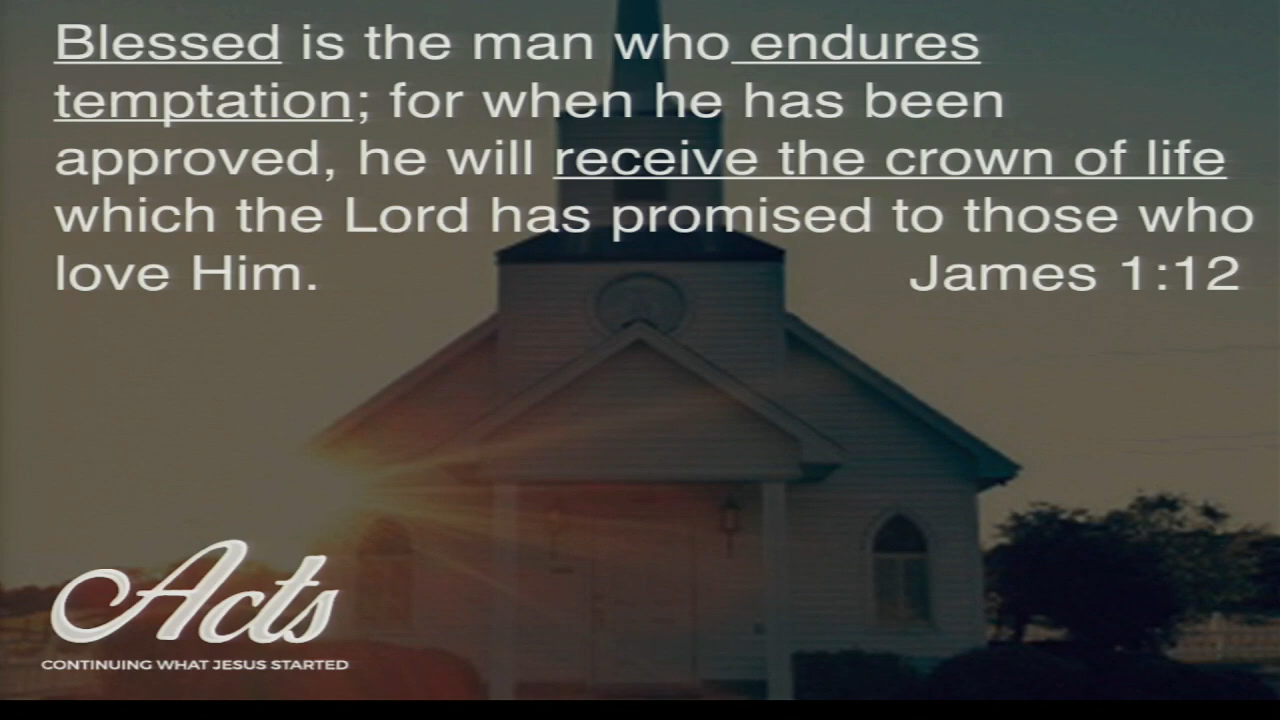 Blessed is the man who endures
temptation; for when he has been
approved, he will receive the crown of life
which the Lord has promised to those who
love Him. James 1:12
Acts
CONTINUING WHAT JESUS STARTED